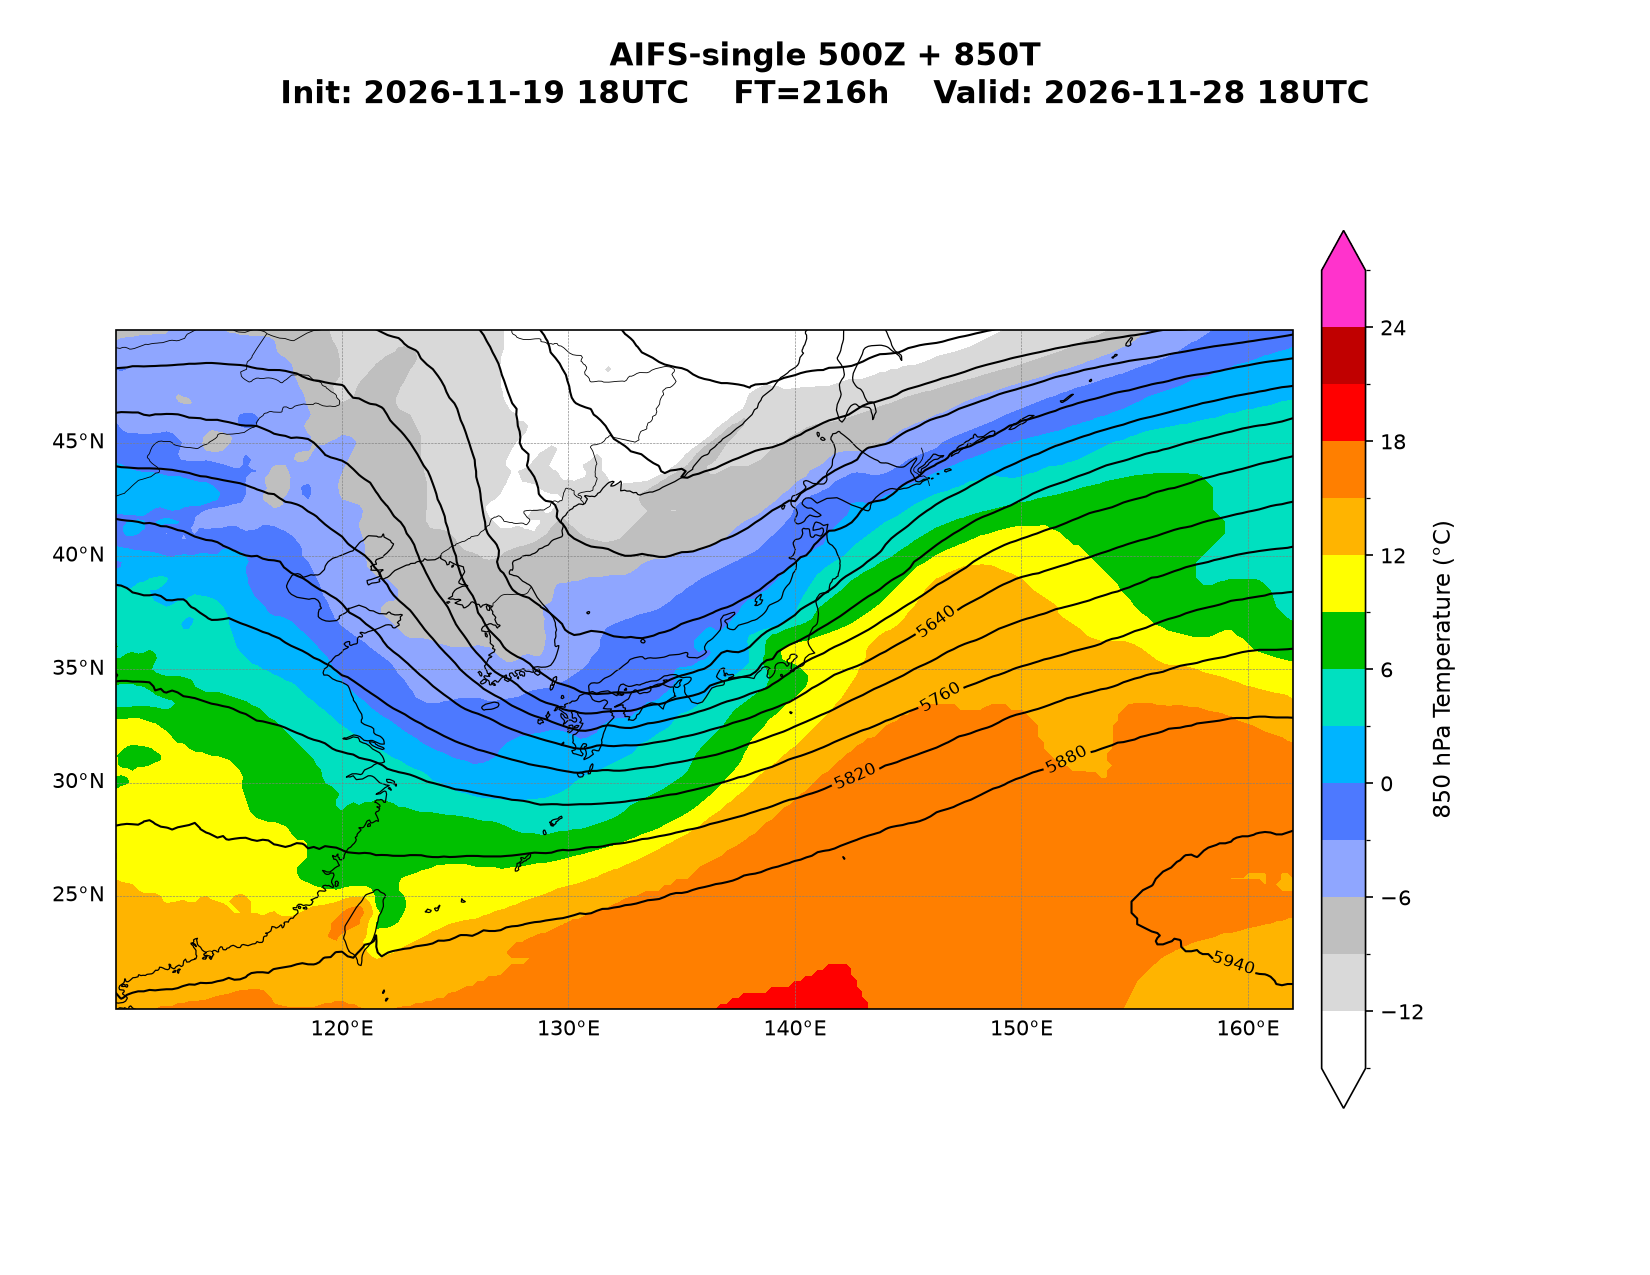 AIFS-single 500Z + 850T
Init: 2026-11-19 18UTC    FT=216h    Valid: 2026-11-28 18UTC
45°N
40°N
35°N
30°N
25°N
120°E
130°E
140°E
150°E
160°E
5640
5760
5820
5880
5940
24
18
12
6
0
−6
−12
850 hPa Temperature (°C)